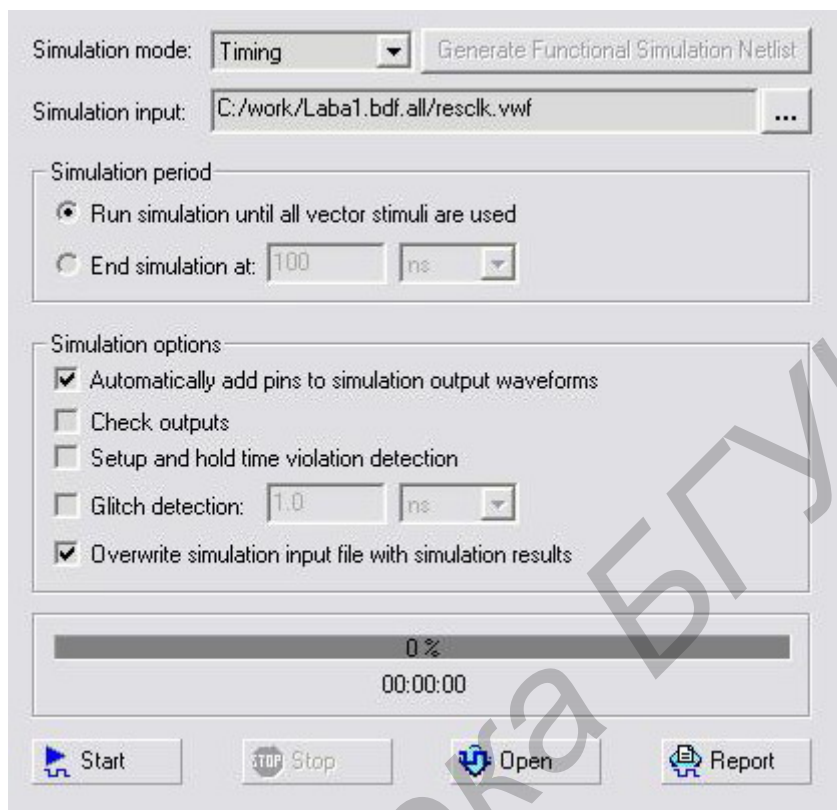 Simulation mode: Timing Generate Functional Simulation Netlist
Simulation input: C:/work/Laba1.bdf.all/resclk.vwf ...
Simulation period
Run simulation until all vector stimuli are used
End simulation at: 100 ns
Simulation options
Automatically add pins to simulation output waveforms
Check outputs
Setup and hold time violation detection
Glitch detection: 1.0 ns
Overwrite simulation input file with simulation results
0 %
00:00:00
Start STOP Stop Open Report